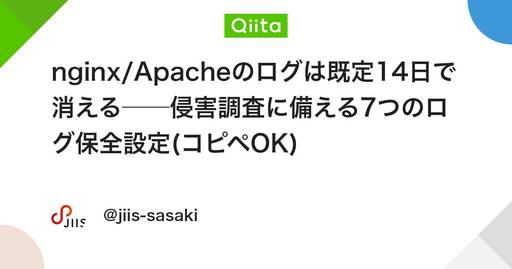 Qiita
nginx/Apacheのログは既定14日で
消える──侵害調査に備える7つのロ
グ保全設定(コピペOK)
JIIS
@jiis-sasaki